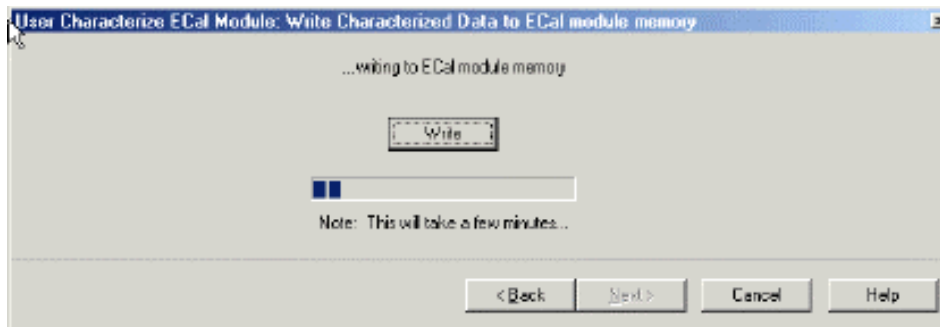 User Characterize ECal Module: Write Characterized Data to ECal module memory
...writing to ECal module memory
Write
Note: This will take a few minutes...
< Back Next > Cancel Help